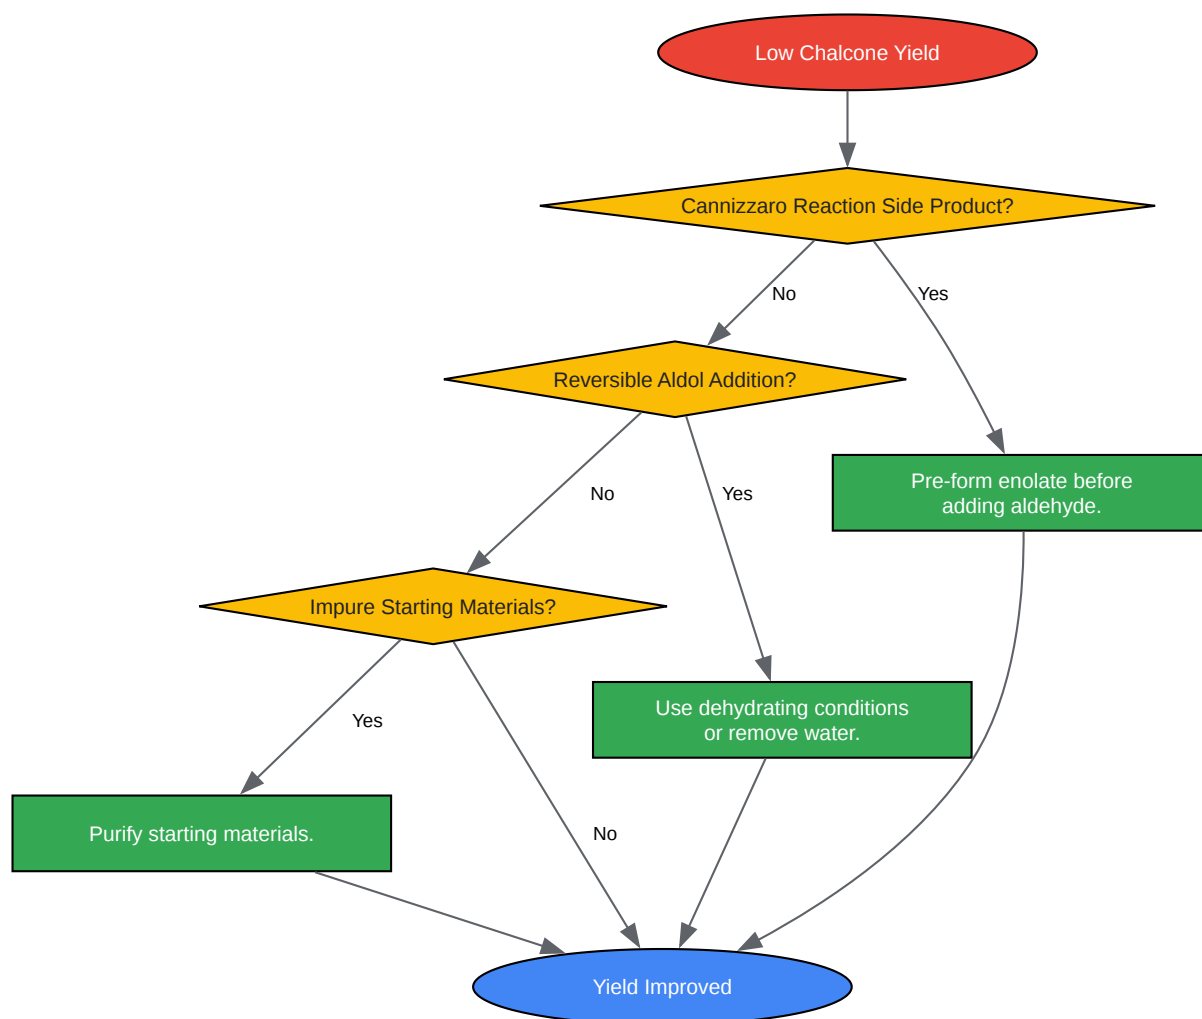 Low Chalcone Yield
Cannizzaro Reaction Side Product?
No
Yes
Reversible Aldol Addition?
Pre-form enolate before
adding aldehyde.
No
Yes
Impure Starting Materials?
Use dehydrating conditions
or remove water.
Yes
Purify starting materials.
No
Yield Improved